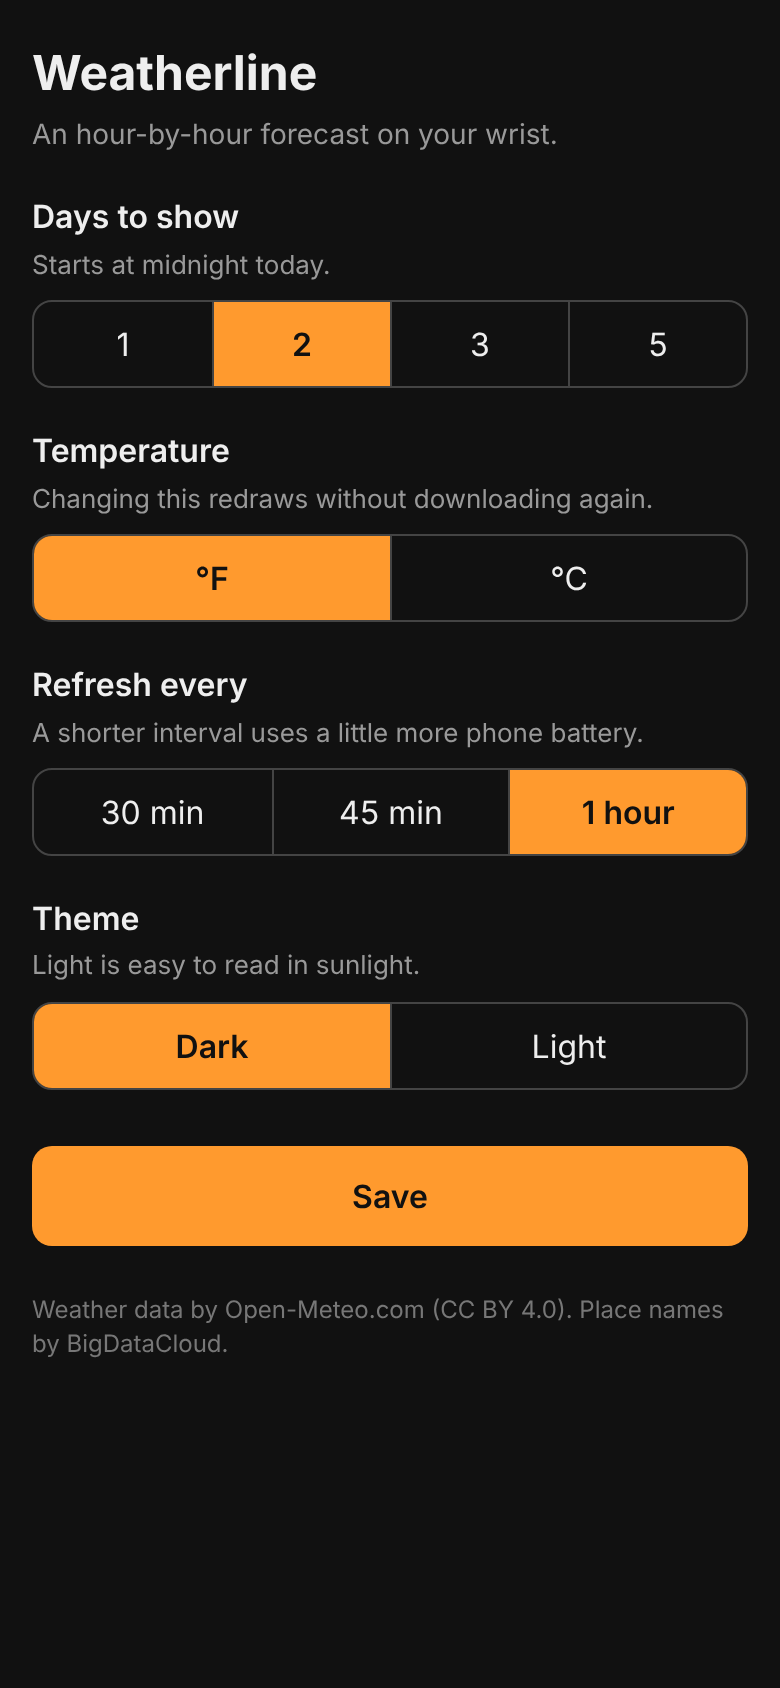 Weatherline
An hour-by-hour forecast on your wrist.
Days to show
Starts at midnight today.
1 2 3 5
Temperature
Changing this redraws without downloading again.
°F °C
Refresh every
A shorter interval uses a little more phone battery.
30 min 45 min 1 hour
Theme
Light is easy to read in sunlight.
Dark Light
Save
Weather data by Open-Meteo.com (CC BY 4.0). Place names
by BigDataCloud.